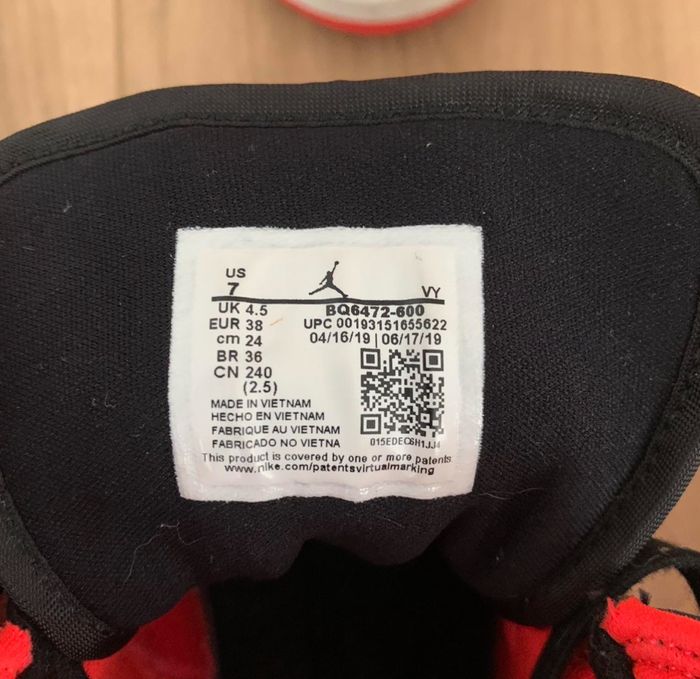 US
7 VY
UK 4.5 BQ6472-600
EUR 38 UPC 00193151655622
cm 24 04/16/19 | 06/17/19
BR 36
CN 240
(2.5)
MADE IN VIETNAM
HECHO EN VIETNAM
FABRIQUE AU VIETNAM
FABRICADO NO VIETNA
015EDEC6H1JJ4
This product is covered by one or more patents.
www.nike.com/patentsvirtualmarking